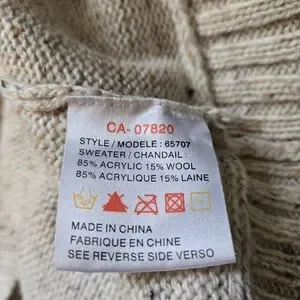 CA- 07820
STYLE / MODELE : 65707
SWEATER / CHANDAIL :
85% ACRYLIC 15% WOOL
85% ACRYLIQUE 15% LAINE
MADE IN CHINA
FABRIQUE EN CHINE
SEE REVERSE SIDE VERSO